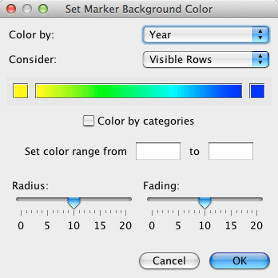 Set Marker Background Color
Color by: Year
Consider: Visible Rows
Color by categories
Set color range from to
Radius: Fading:
0 5 10 15 20 0 5 10 15 20
Cancel OK